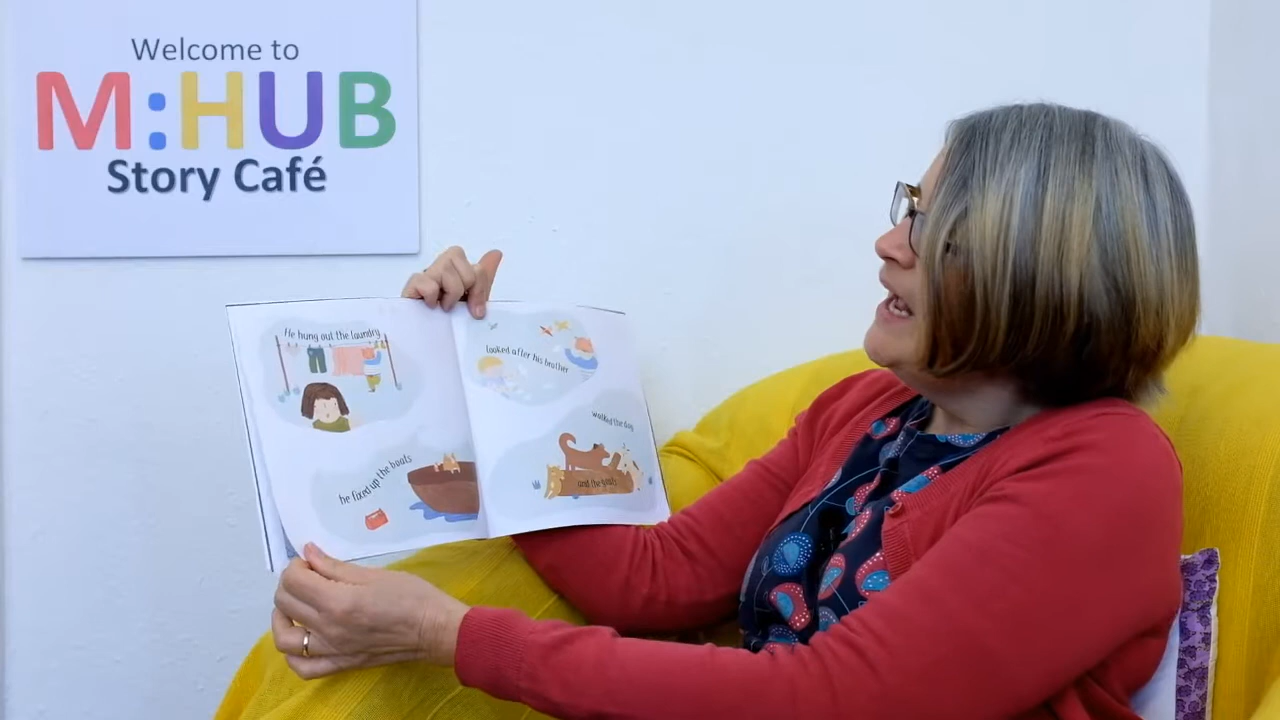 Welcome to
M:HUB
Story Café
He hung out the laundry
he fixed up the boats
looked after his brother
walked the dog
and the goats